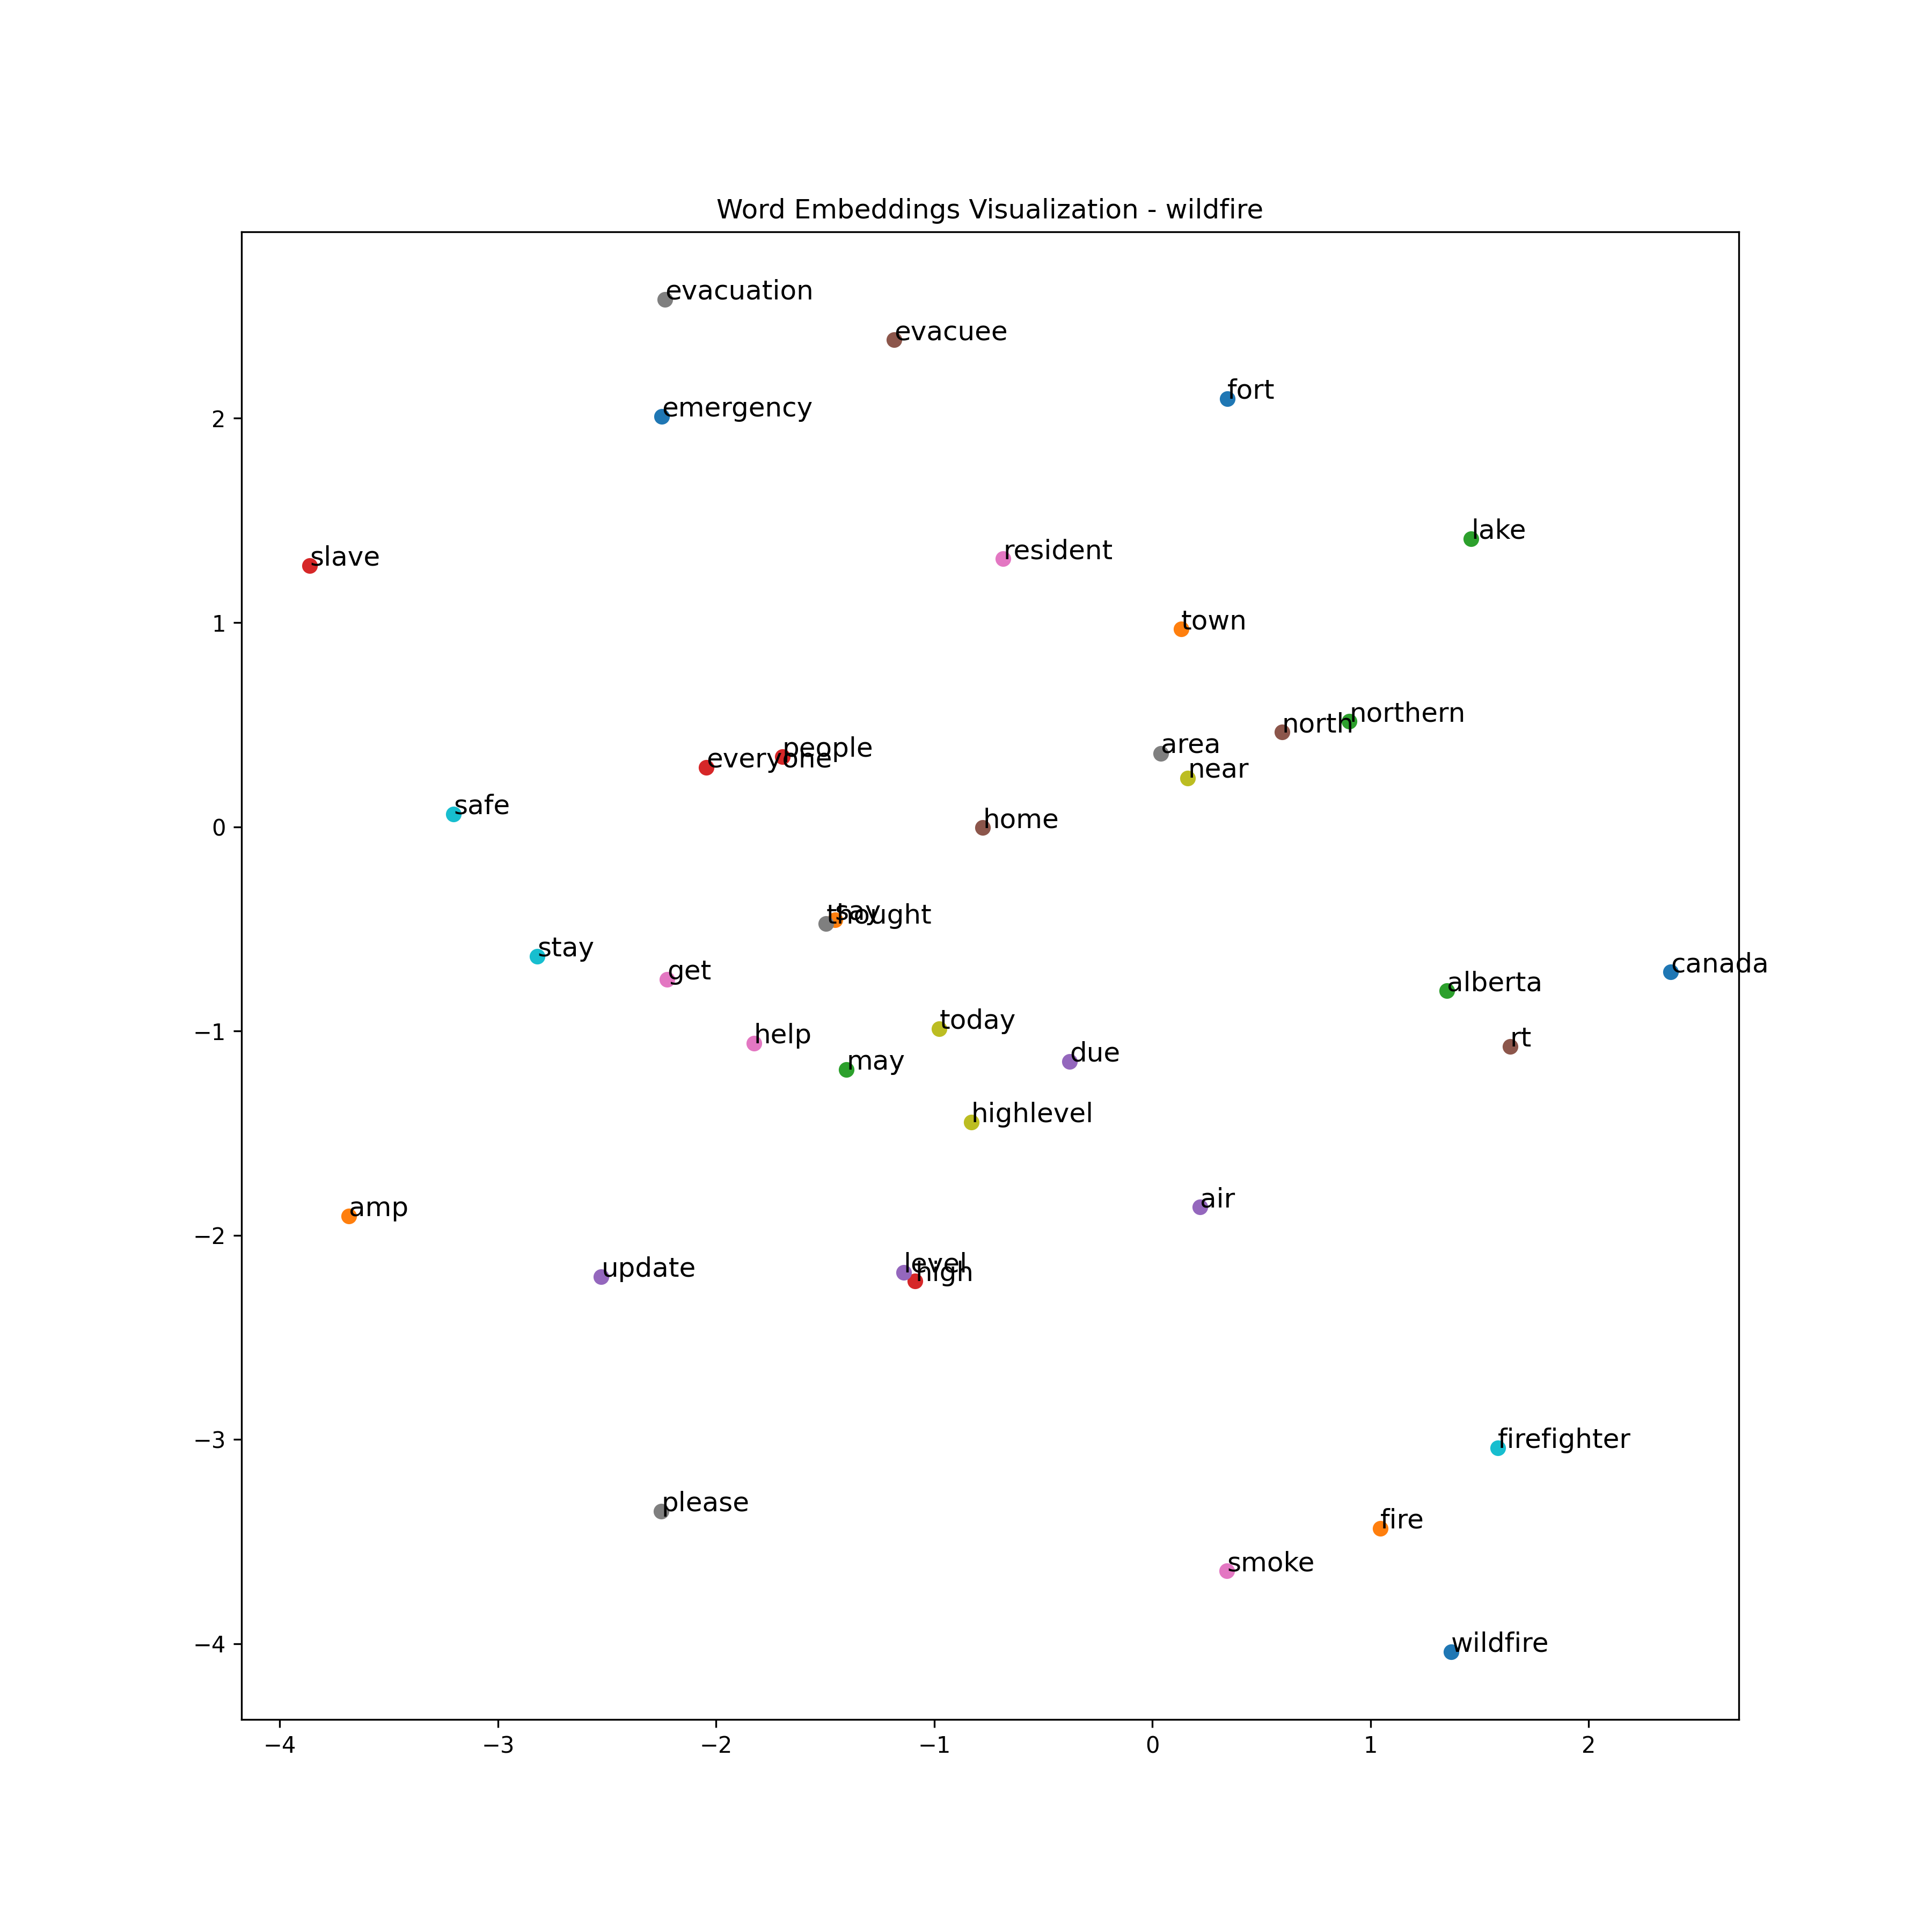 Word Embeddings Visualization - wildfire
evacuation
evacuee
fort
emergency
lake
resident
slave
town
northern
north
area
people
everyone
near
safe
home
say
thought
stay
get
canada
alberta
today
rt
help
due
may
highlevel
air
amp
level
update
high
firefighter
please
fire
smoke
wildfire
2
1
0
−1
−2
−3
−4
−4
−3
−2
−1
0
1
2